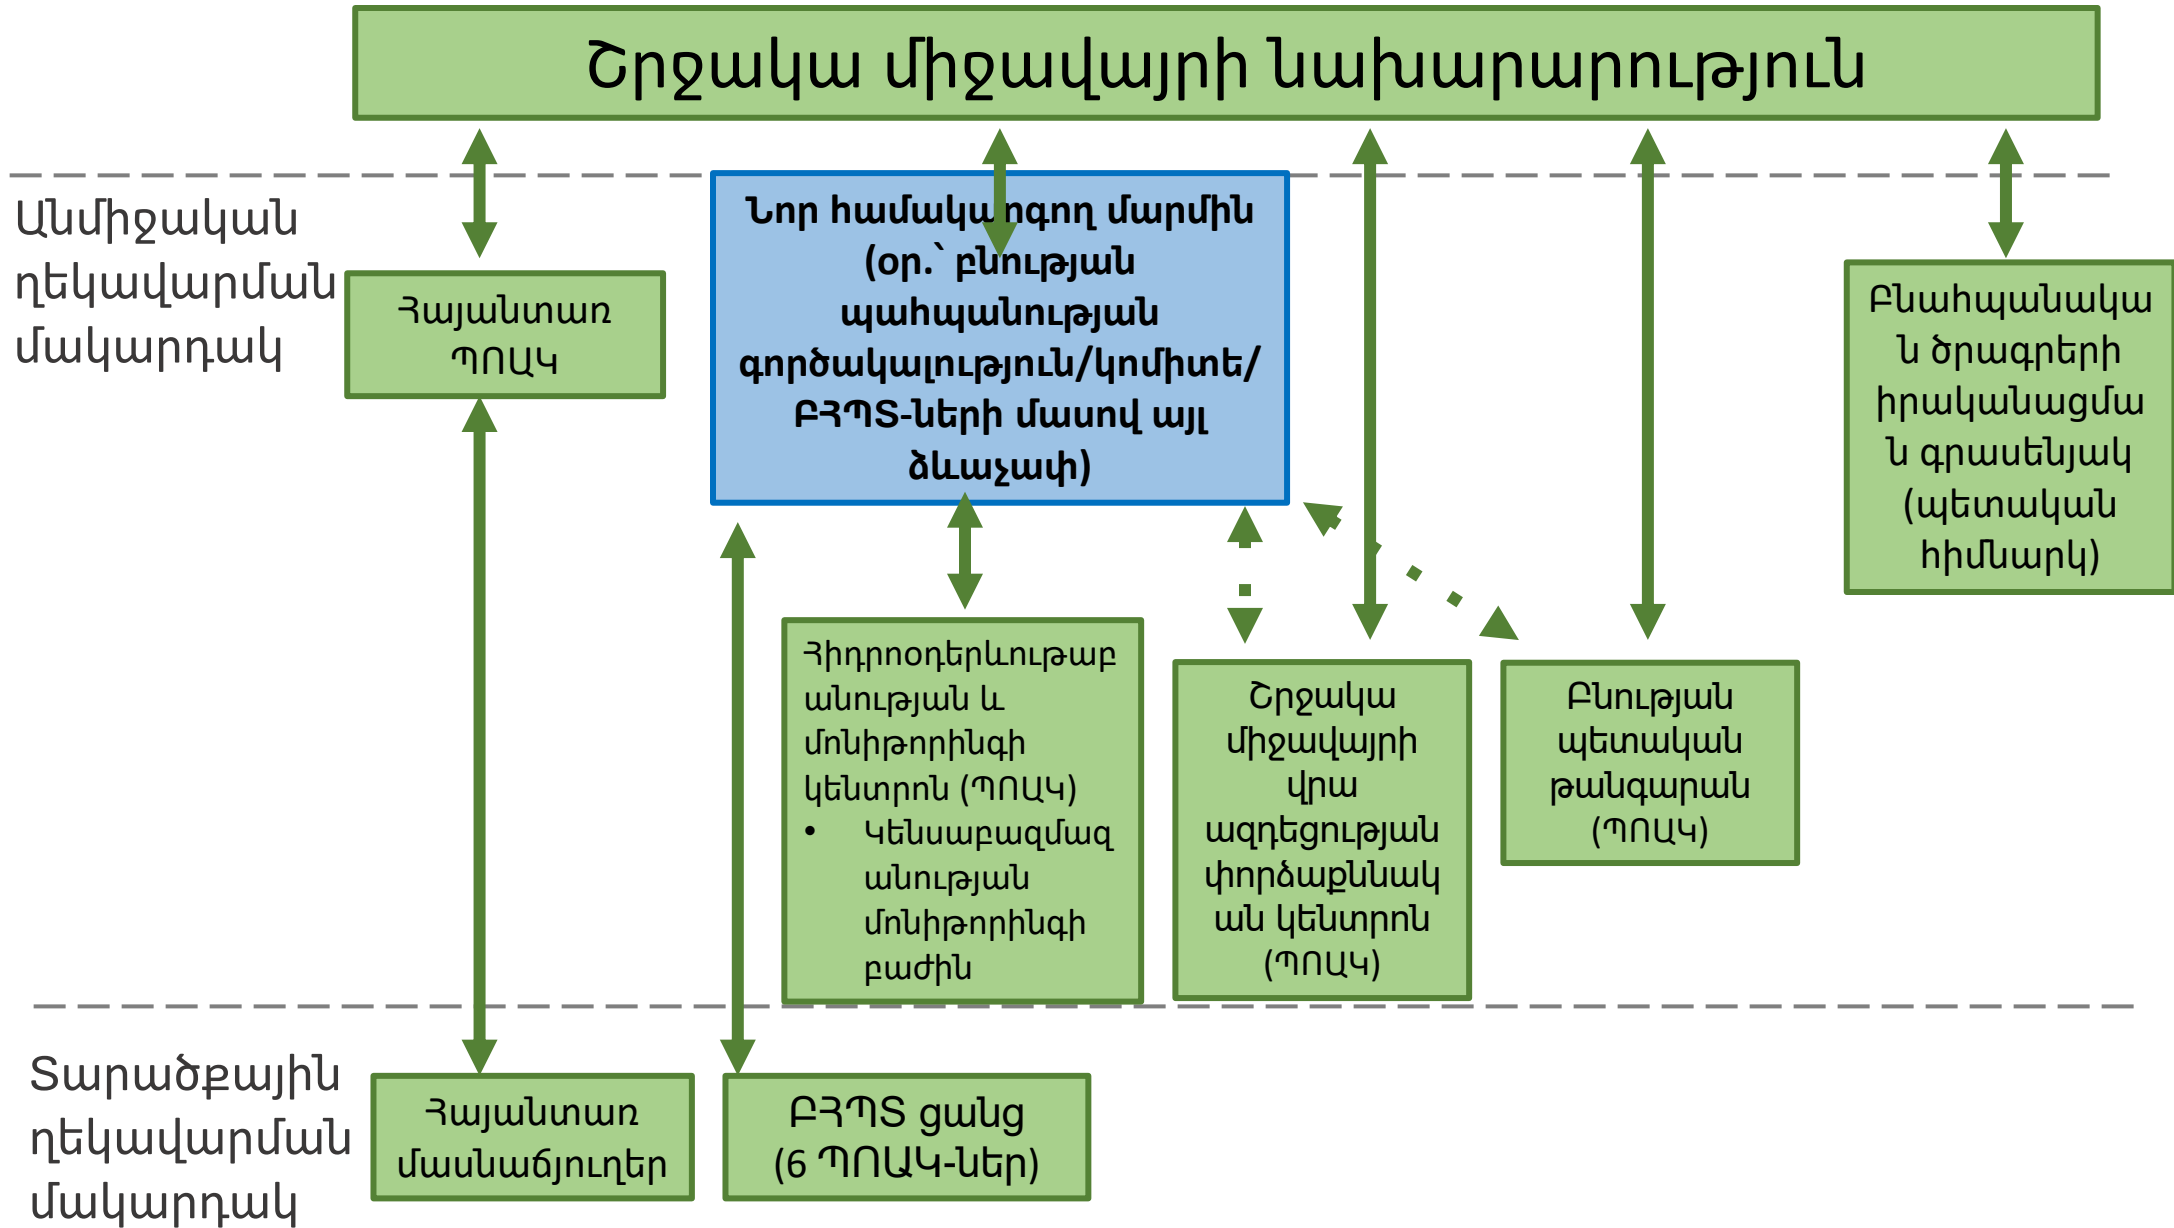 Շրջակա միջավայրի նախարարություն
Անմիջական
ղեկավարման
մակարդակ
Հայանտառ
ՊՈԱԿ
Նոր համակարգող մարմին
(օր.՝ բնության
պահպանության
գործակալություն/կոմիտե/
ԲՀՊՏ-ների մասով այլ
ձևաչափ)
Բնահպանակա
ն ծրագրերի
իրականացմա
ն գրասենյակ
(պետական
հիմնարկ)
Հիդրոօդերևութաբ
անության և
մոնիթորինգի
կենտրոն (ՊՈԱԿ)
• Կենսաբազմազ
անության
մոնիթորինգի
բաժին
Շրջակա
միջավայրի
վրա
ազդեցության
փորձաքննակ
ան կենտրոն
(ՊՈԱԿ)
Բնության
պետական
թանգարան
(ՊՈԱԿ)
Տարածքային
ղեկավարման
մակարդակ
Հայանտառ
մասնաճյուղեր
ԲՀՊՏ ցանց
(6 ՊՈԱԿ-ներ)